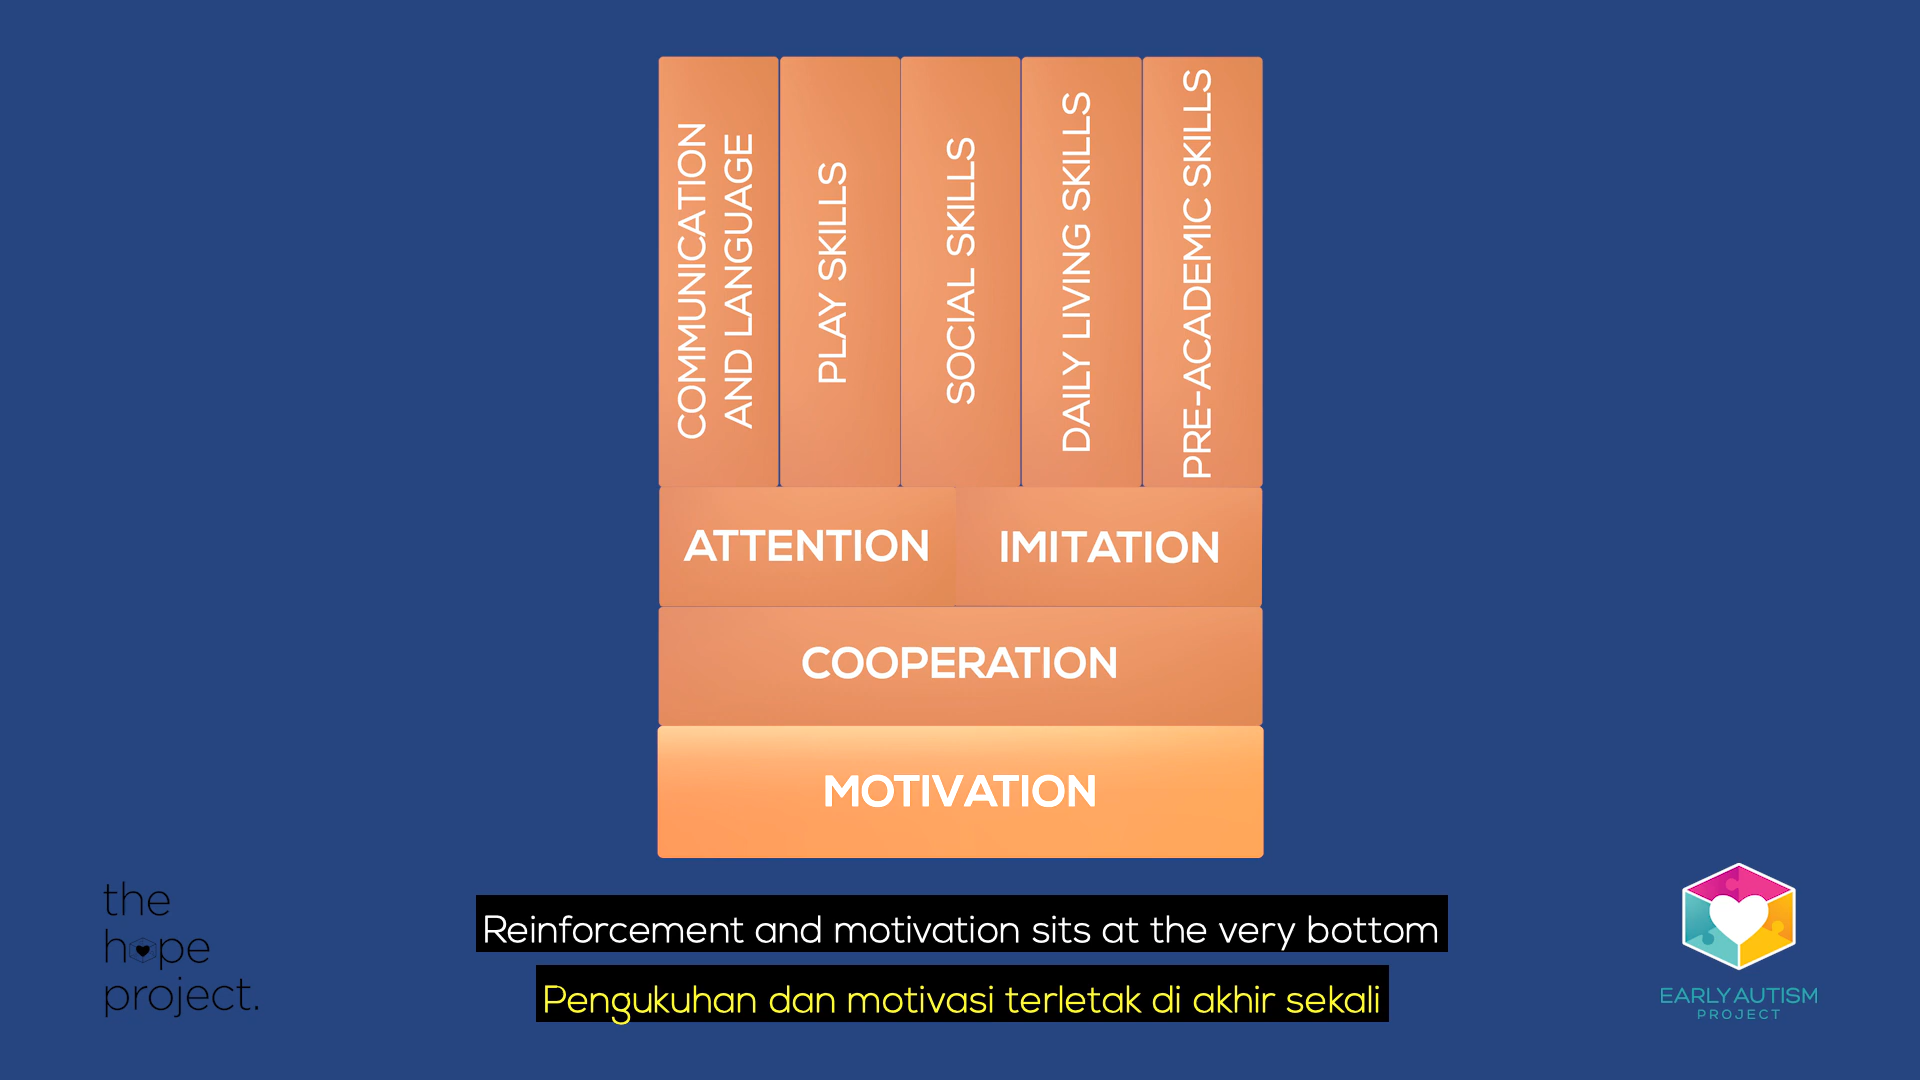 COMMUNICATION
AND LANGUAGE
PLAY SKILLS
SOCIAL SKILLS
DAILY LIVING SKILLS
PRE-ACADEMIC SKILLS
ATTENTION
IMITATION
COOPERATION
MOTIVATION
Reinforcement and motivation sits at the very bottom
Pengukuhan dan motivasi terletak di akhir sekali
the
hope
project.
EARLY AUTISM
PROJECT